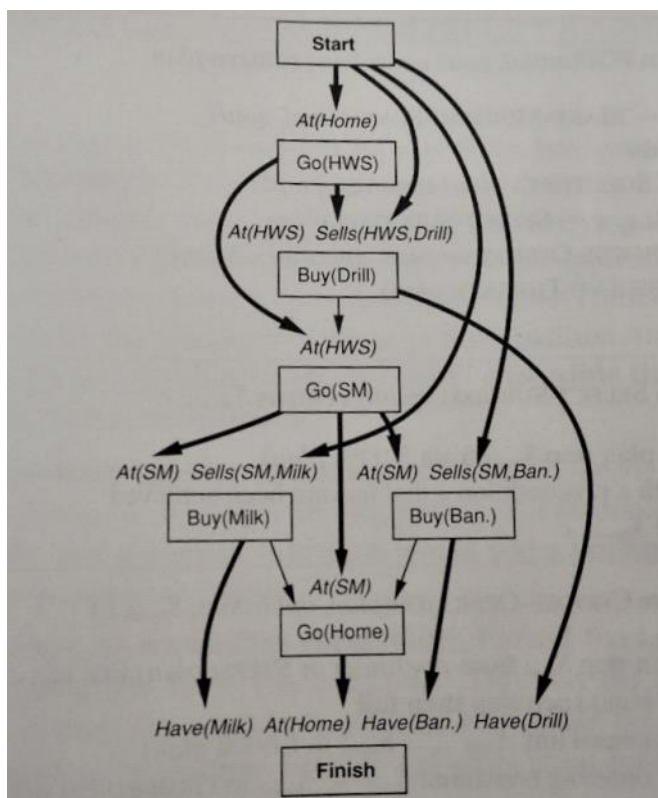 Start
At(Home)
Go(HWS)
At(HWS) Sells(HWS,Drill)
Buy(Drill)
At(HWS)
Go(SM)
At(SM) Sells(SM,Milk) At(SM) Sells(SM,Ban.)
Buy(Milk) Buy(Ban.)
At(SM)
Go(Home)
Have(Milk) At(Home) Have(Ban.) Have(Drill)
Finish